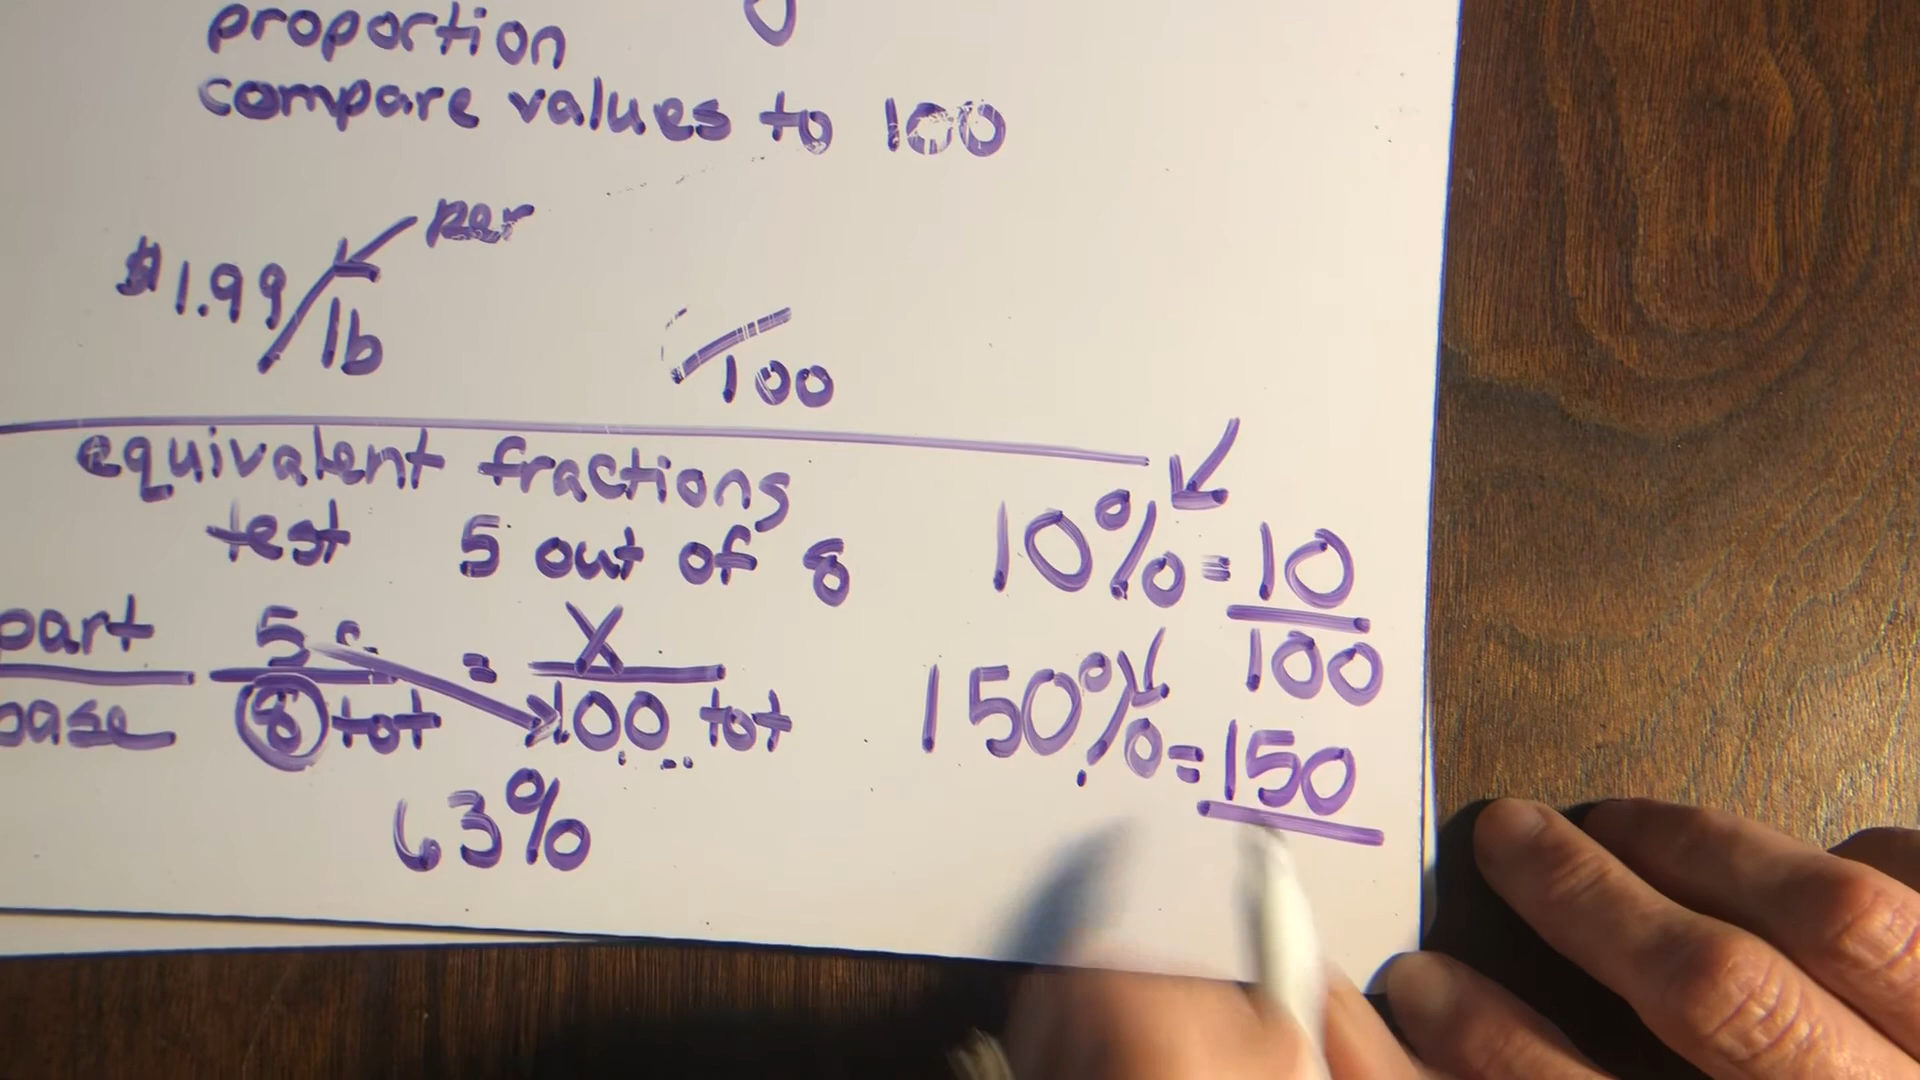 proportion
compare values to 100
per
$1.99/lb
/100
equivalent fractions
test 5 out of 8
part 5 c = X
base 8 tot 100 tot
63%
10% = 10
100
150% = 150